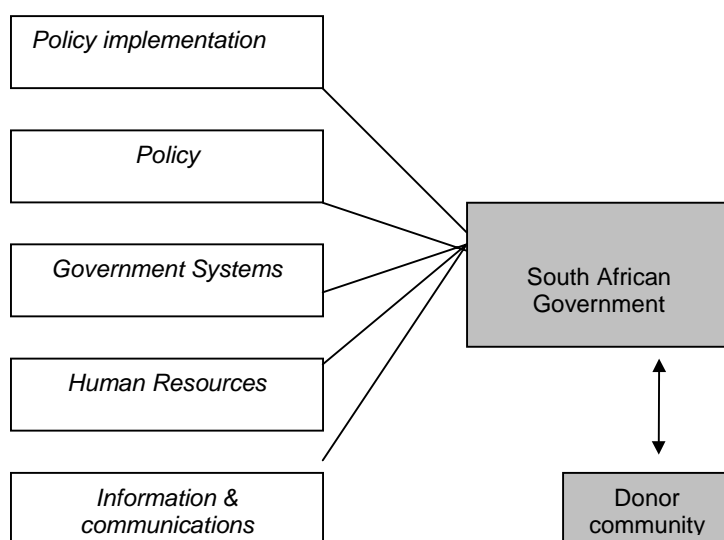 Policy implementation
Policy
Government Systems
Human Resources
Information &
communications
South African
Government
Donor
community